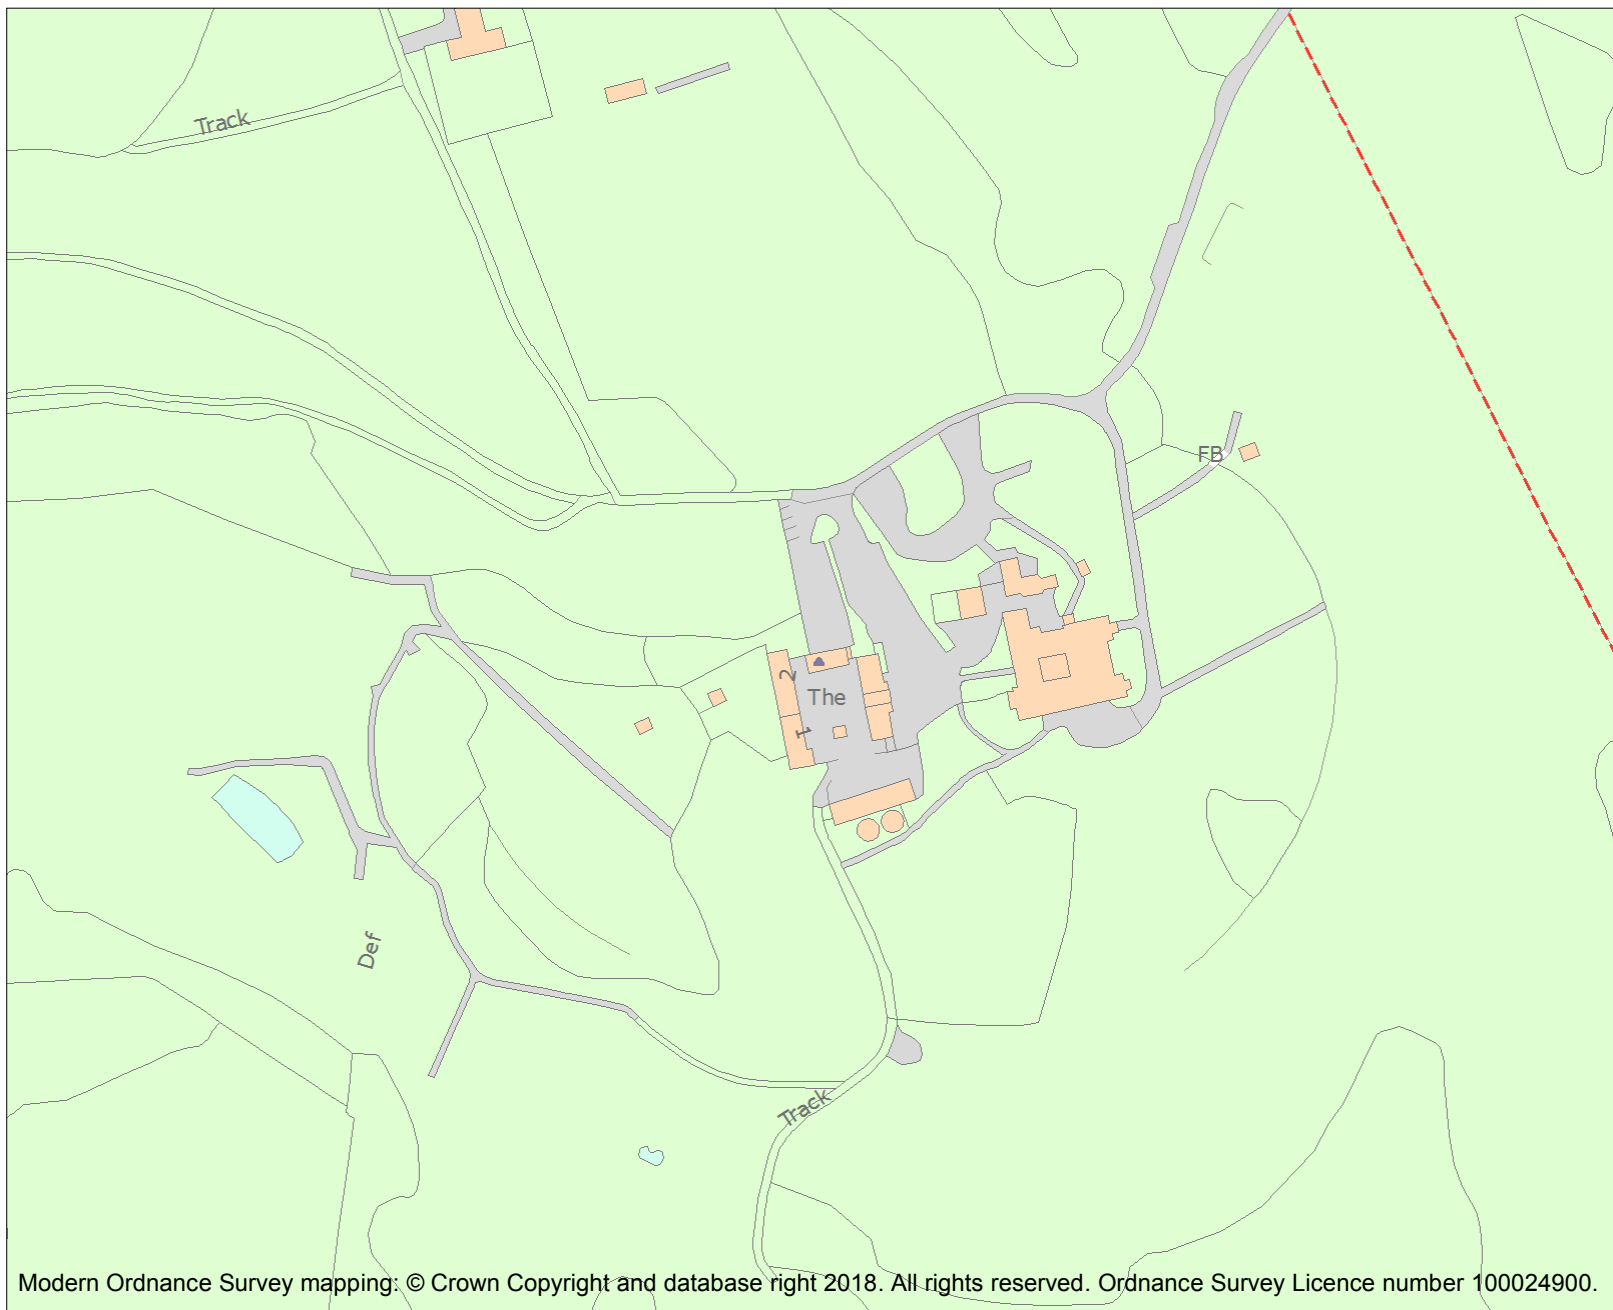 Track
FB
2
The
1
Def
Track
Modern Ordnance Survey mapping: © Crown Copyright and database right 2018. All rights reserved. Ordnance Survey Licence number 100024900.